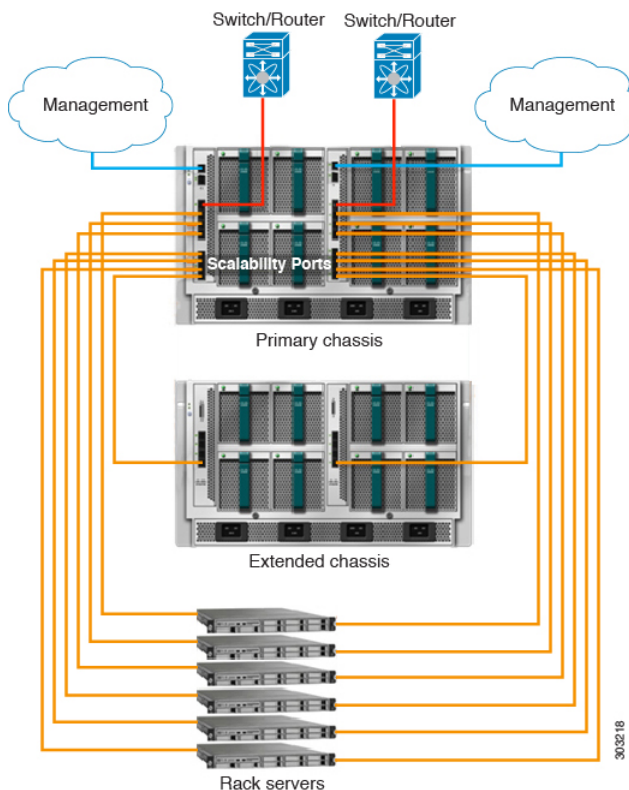 Switch/Router
Switch/Router
Management
Management
Scalability Ports
Primary chassis
Extended chassis
Rack servers
303218